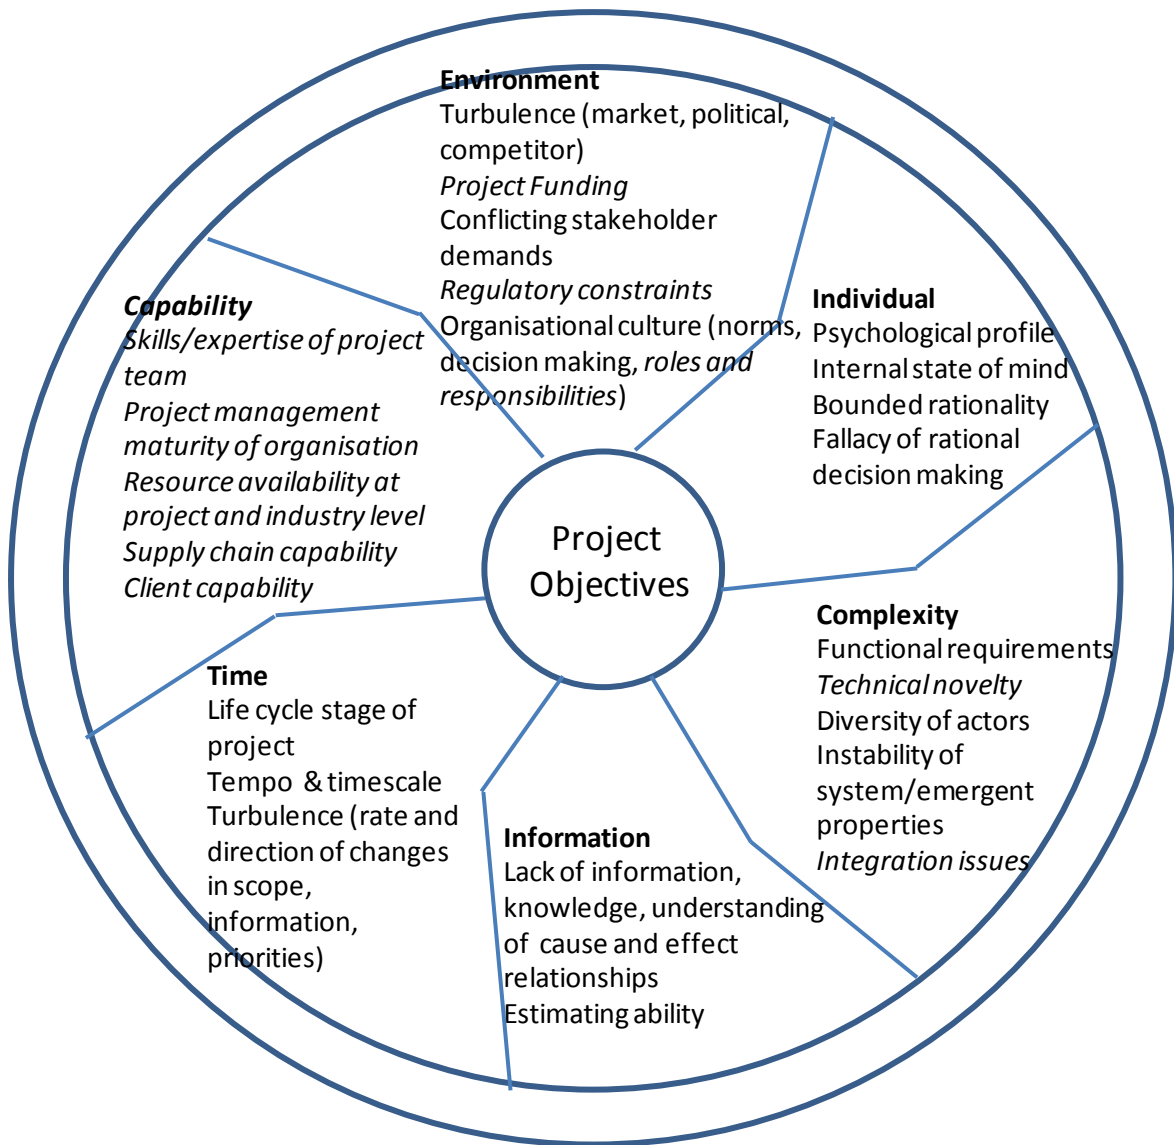 Environment
Turbulence (market, political,
competitor)
Project Funding
Conflicting stakeholder
demands
Regulatory constraints
Organisational culture (norms,
decision making, roles and
responsibilities)
Individual
Psychological profile
Internal state of mind
Bounded rationality
Fallacy of rational
decision making
Capability
Skills/expertise of project
team
Project management
maturity of organisation
Resource availability at
project and industry level
Supply chain capability
Client capability
Project
Objectives
Complexity
Functional requirements
Technical novelty
Diversity of actors
Instability of
system/emergent
properties
Integration issues
Time
Life cycle stage of
project
Tempo & timescale
Turbulence (rate and
direction of changes
in scope,
information,
priorities)
Information
Lack of information,
knowledge, understanding
of cause and effect
relationships
Estimating ability